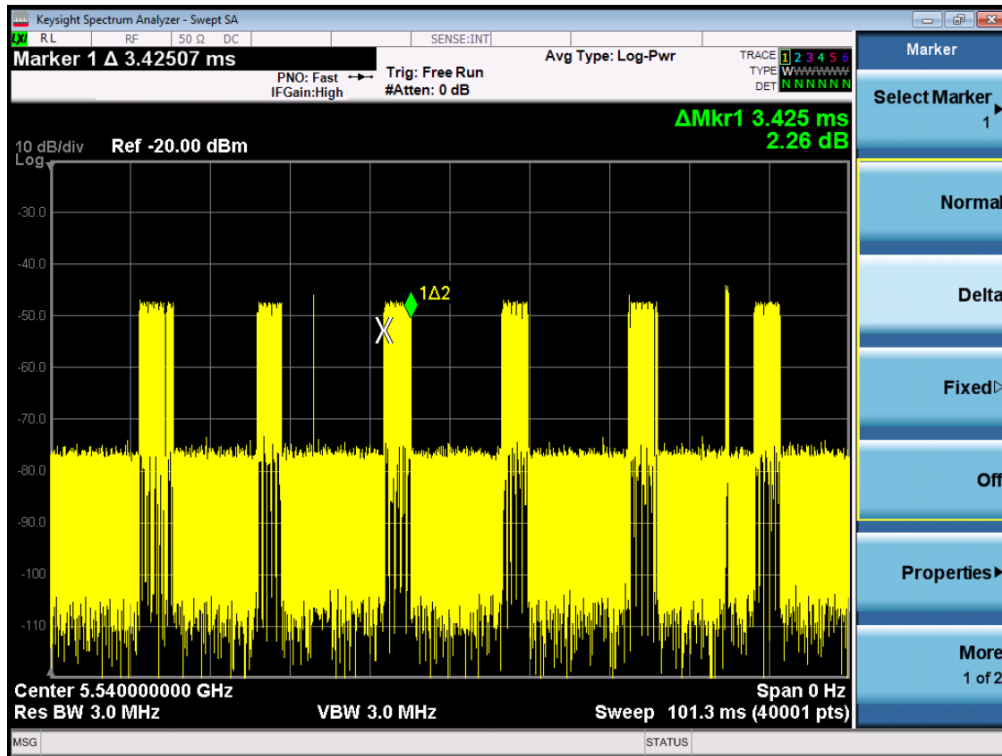 Keysight Spectrum Analyzer - Swept SA
LXI RL RF 50 Ω DC SENSE:INT
Marker 1 Δ 3.42507 ms
PNO: Fast
IFGain:High
Trig: Free Run
#Atten: 0 dB
Avg Type: Log-Pwr
TRACE 1 2 3 4 5 6
TYPE WWWWWW
DET N N N N N N
ΔMkr1 3.425 ms
2.26 dB
10 dB/div Ref -20.00 dBm
Log
-30.0
-40.0
1Δ2
-50.0
X
-60.0
-70.0
-80.0
-90.0
-100
-110
Center 5.540000000 GHz Span 0 Hz
Res BW 3.0 MHz VBW 3.0 MHz Sweep 101.3 ms (40001 pts)
MSG STATUS
Marker
Select Marker
1
Normal
Delta
Fixed
Off
Properties
More
1 of 2